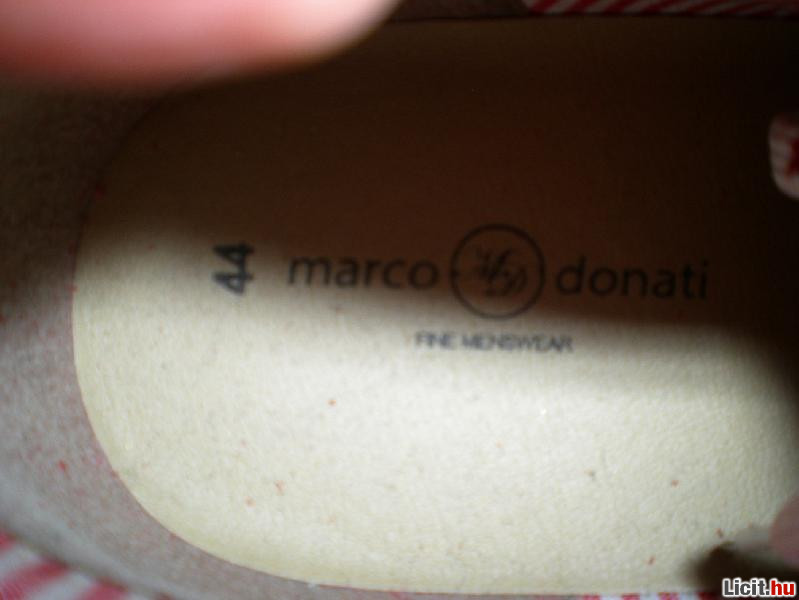 44
marco donati
FINE MENSWEAR
Licit.hu